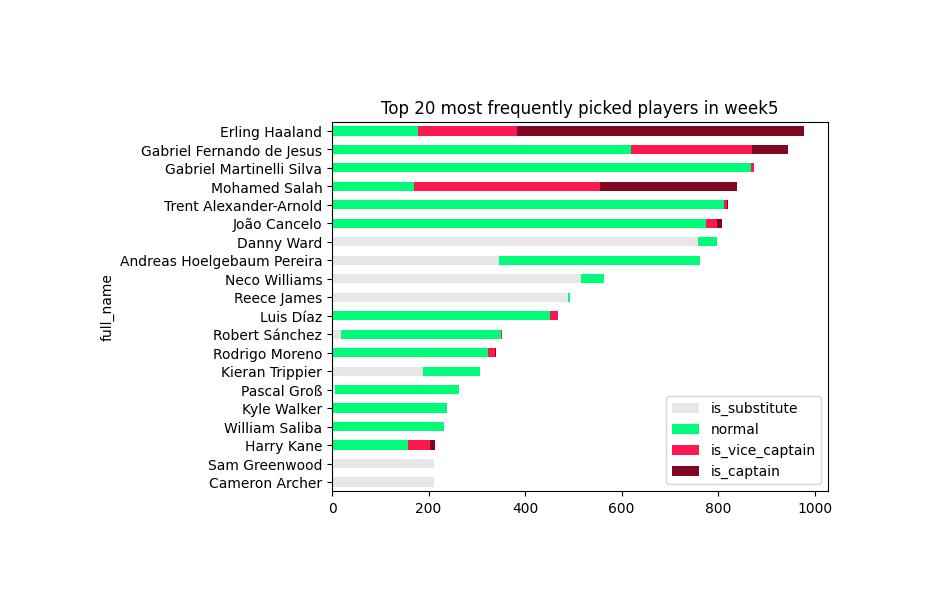 Top 20 most frequently picked players in week5
full_name
Erling Haaland
Gabriel Fernando de Jesus
Gabriel Martinelli Silva
Mohamed Salah
Trent Alexander-Arnold
João Cancelo
Danny Ward
Andreas Hoelgebaum Pereira
Neco Williams
Reece James
Luis Díaz
Robert Sánchez
Rodrigo Moreno
Kieran Trippier
Pascal Groß
Kyle Walker
William Saliba
Harry Kane
Sam Greenwood
Cameron Archer
is_substitute
normal
is_vice_captain
is_captain
0 200 400 600 800 1000